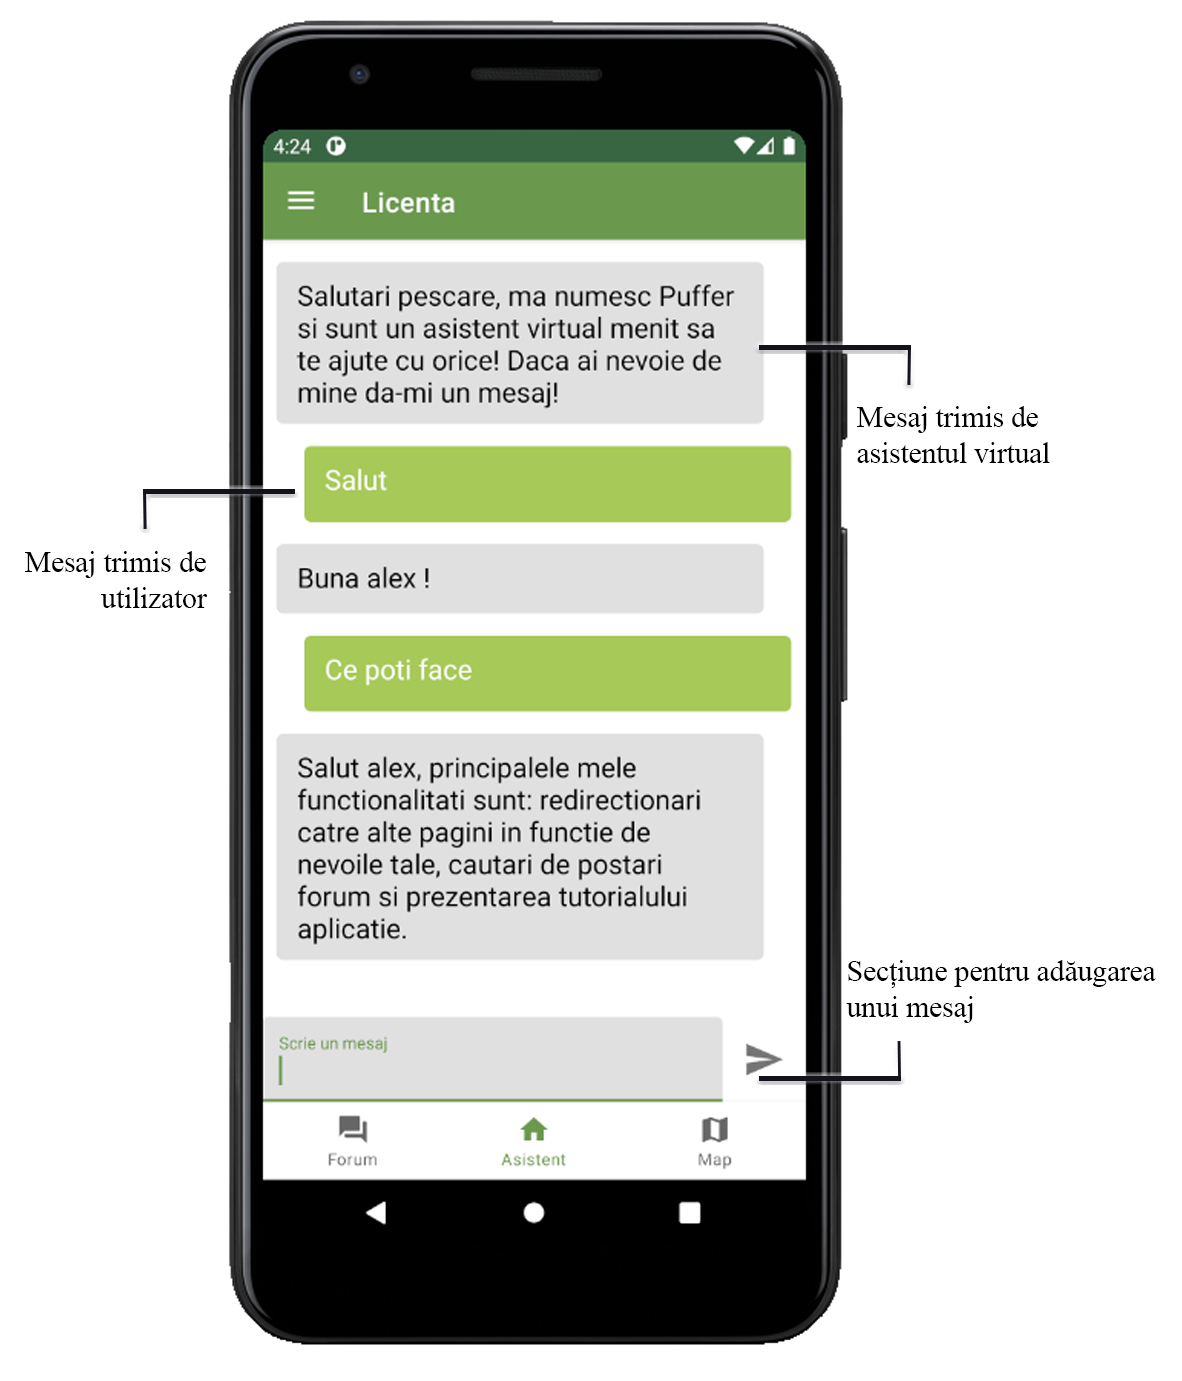 4:24
Licenta
Salutari pescare, ma numesc Puffer
si sunt un asistent virtual menit sa
te ajute cu orice! Daca ai nevoie de
mine da-mi un mesaj!
Mesaj trimis de
asistentul virtual
Salut
Mesaj trimis de
utilizator
Buna alex !
Ce poti face
Salut alex, principalele mele
functionalitati sunt: redirectionari
catre alte pagini in functie de
nevoile tale, cautari de postari
forum si prezentarea tutorialului
aplicatie.
Secțiune pentru adăugarea
unui mesaj
Scrie un mesaj
Forum
Asistent
Map